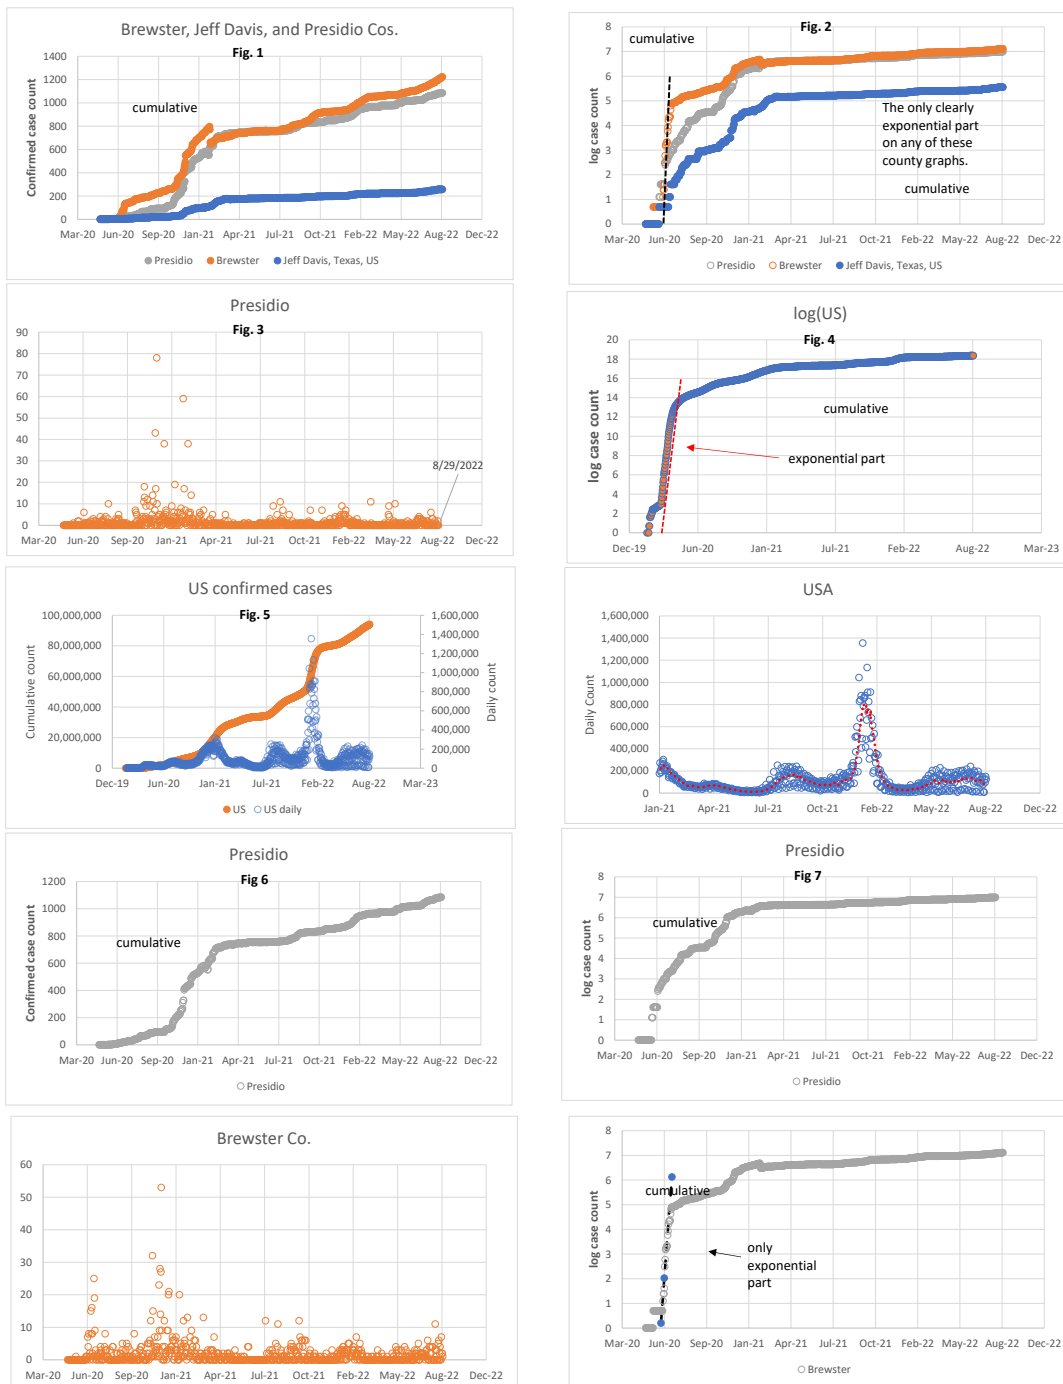 Brewster, Jeff Davis, and Presidio Cos.
Fig. 1
1400
1200
1000
800
600
400
200
0
Confirmed case count
cumulative
Mar-20 Jun-20 Sep-20 Jan-21 Apr-21 Jul-21 Oct-21 Feb-22 May-22 Aug-22 Dec-22
Presidio Brewster Jeff Davis, Texas, US
Fig. 2
8
7
6
5
4
3
2
1
0
log case count
cumulative
The only clearly
exponential part
on any of these
county graphs.
cumulative
Mar-20 Jun-20 Sep-20 Jan-21 Apr-21 Jul-21 Oct-21 Feb-22 May-22 Aug-22 Dec-22
Presidio Brewster Jeff Davis, Texas, US
Presidio
Fig. 3
90
80
70
60
50
40
30
20
10
0
8/29/2022
Mar-20 Jun-20 Sep-20 Jan-21 Apr-21 Jul-21 Oct-21 Feb-22 May-22 Aug-22 Dec-22
log(US)
Fig. 4
20
18
16
14
12
10
8
6
4
2
0
log case count
cumulative
exponential part
Dec-19 Jun-20 Jan-21 Jul-21 Feb-22 Aug-22 Mar-23
US confirmed cases
Fig. 5
100,000,000
80,000,000
60,000,000
40,000,000
20,000,000
0
Cumulative count
1,600,000
1,400,000
1,200,000
1,000,000
800,000
600,000
400,000
200,000
0
Daily count
Dec-19 Jun-20 Jan-21 Jul-21 Feb-22 Aug-22 Mar-23
US US daily
USA
1,600,000
1,400,000
1,200,000
1,000,000
800,000
600,000
400,000
200,000
0
Daily Count
Jan-21 Apr-21 Jul-21 Oct-21 Feb-22 May-22 Aug-22 Dec-22
Presidio
Fig 6
1200
1000
800
600
400
200
0
Confirmed case count
cumulative
Mar-20 Jun-20 Sep-20 Jan-21 Apr-21 Jul-21 Oct-21 Feb-22 May-22 Aug-22 Dec-22
Presidio
Presidio
Fig 7
8
7
6
5
4
3
2
1
0
log case count
cumulative
Mar-20 Jun-20 Sep-20 Jan-21 Apr-21 Jul-21 Oct-21 Feb-22 May-22 Aug-22 Dec-22
Presidio
Brewster Co.
60
50
40
30
20
10
0
Mar-20 Jun-20 Sep-20 Jan-21 Apr-21 Jul-21 Oct-21 Feb-22 May-22 Aug-22 Dec-22
8
7
6
5
4
3
2
1
0
log case count
cumulative
only
exponential
part
Mar-20 Jun-20 Sep-20 Jan-21 Apr-21 Jul-21 Oct-21 Feb-22 May-22 Aug-22 Dec-22
Brewster